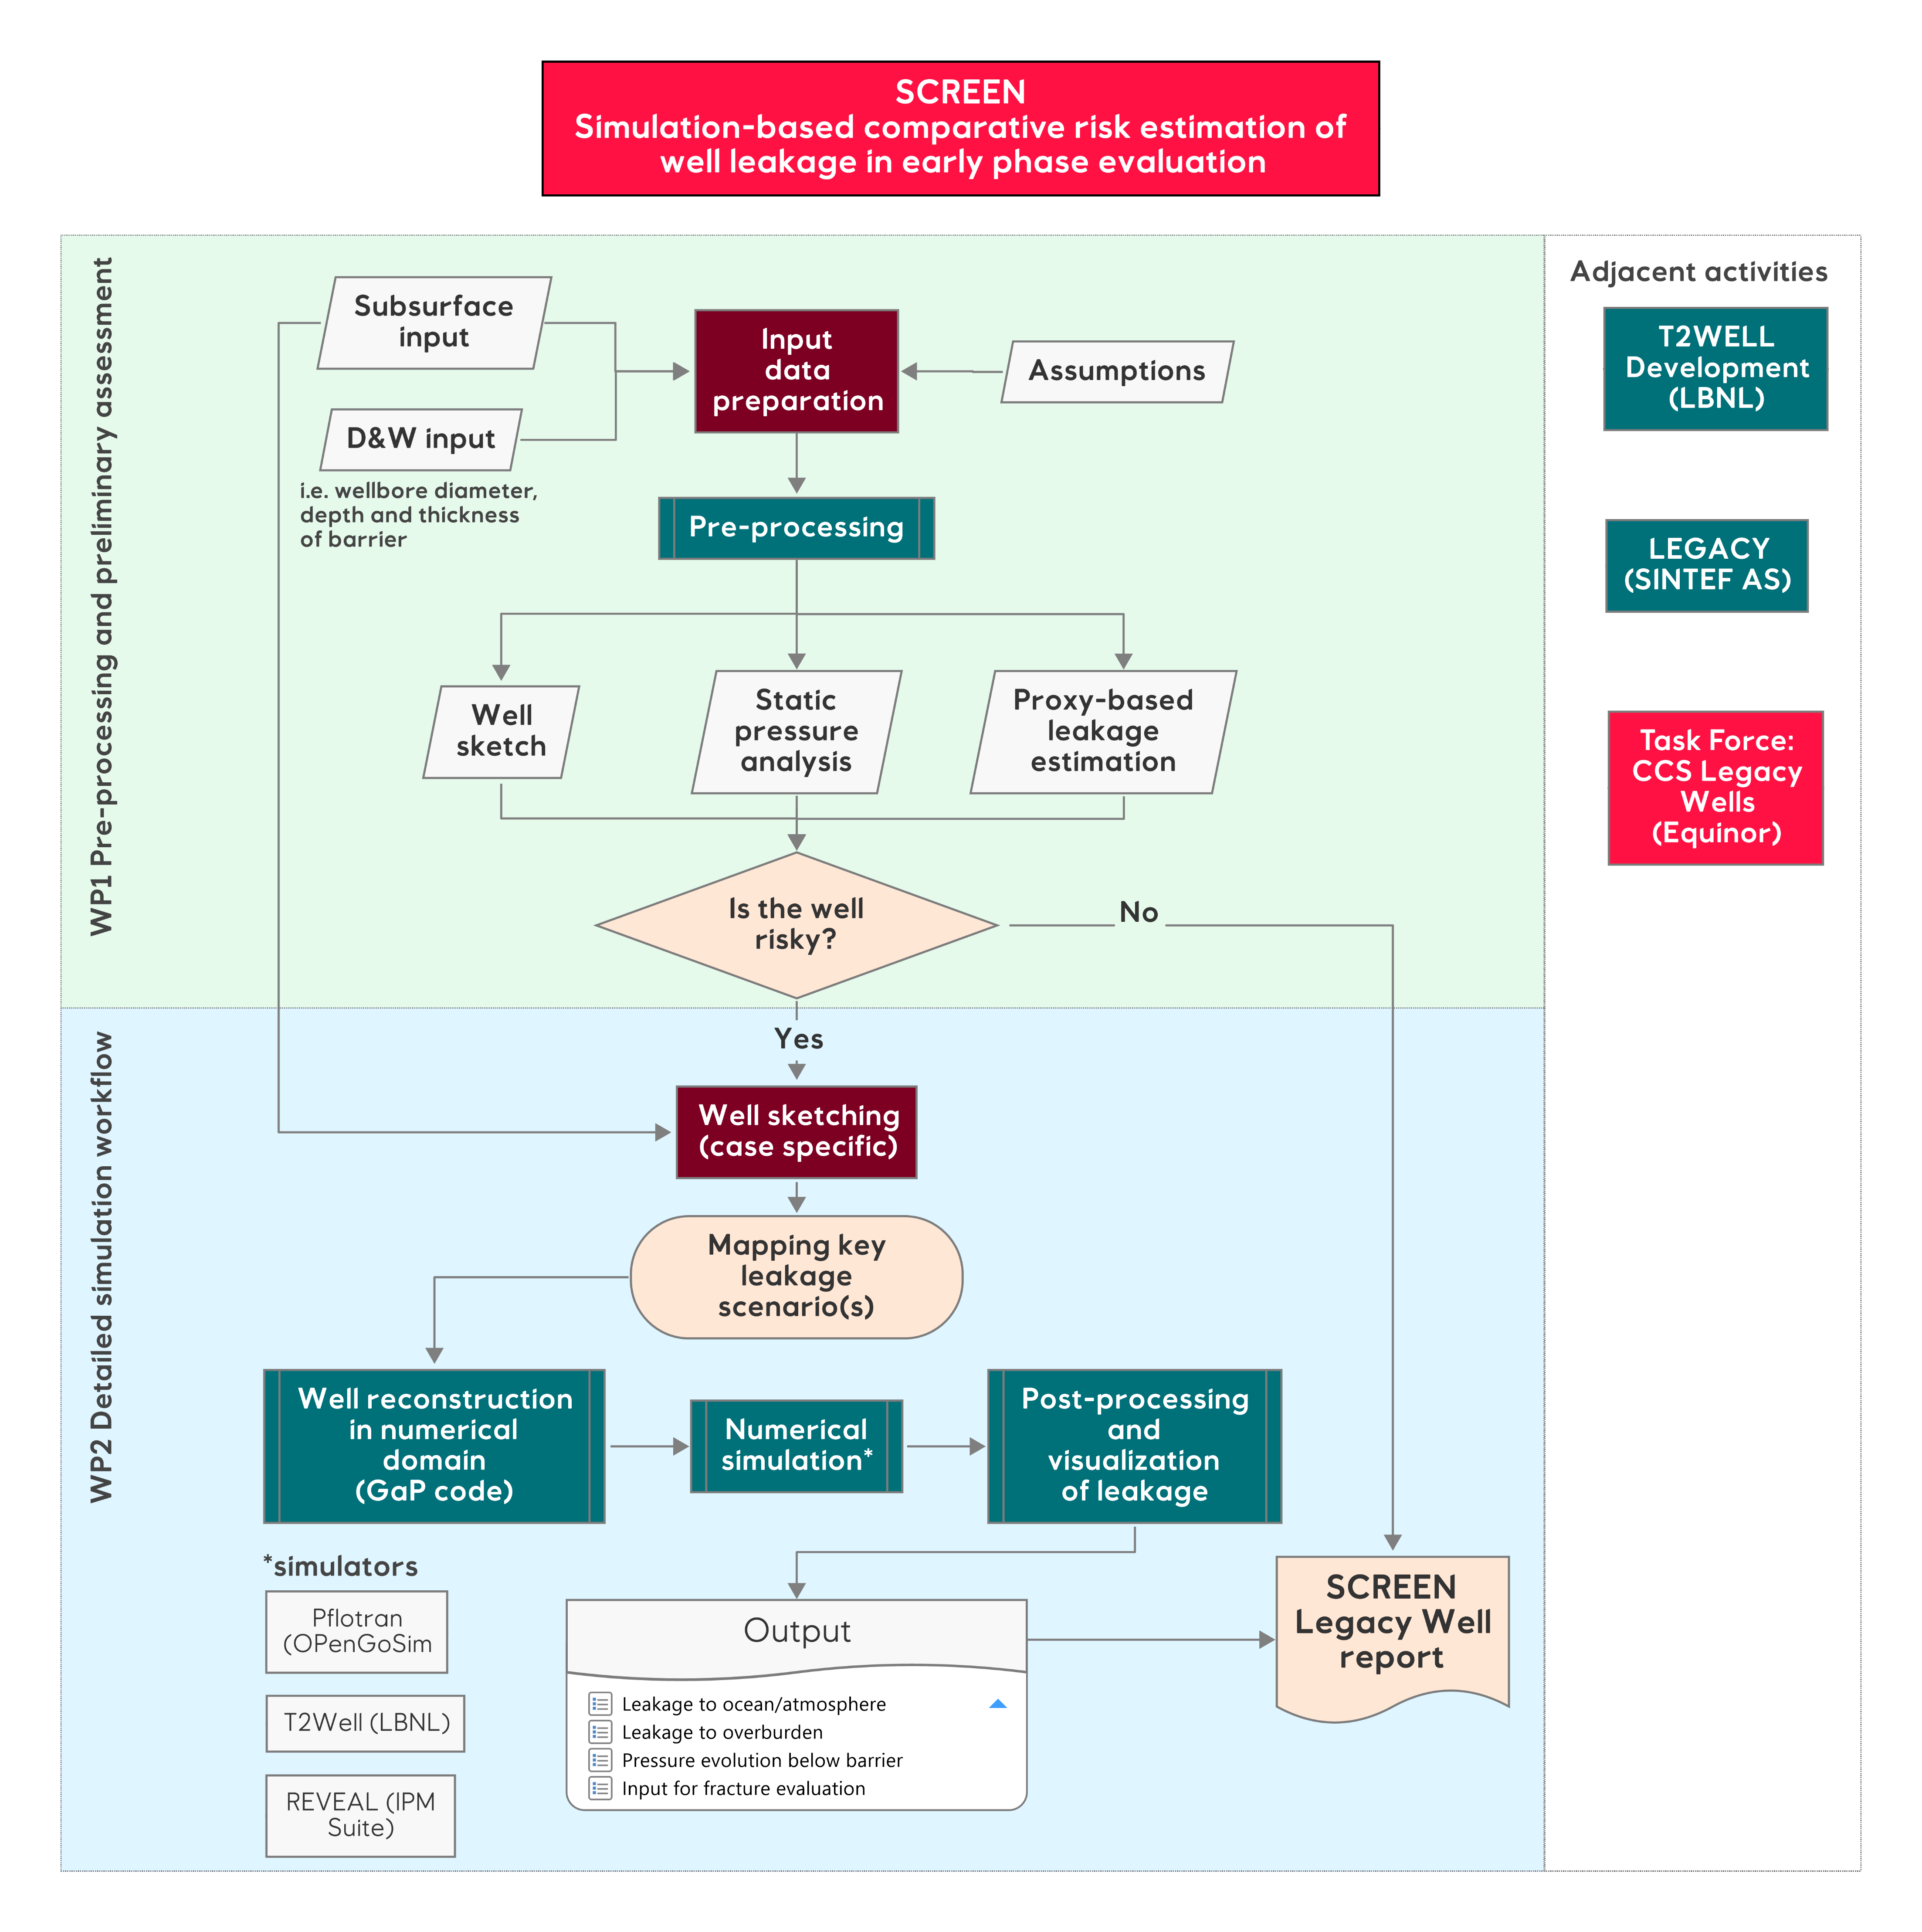 SCREEN
Simulation-based comparative risk estimation of
well leakage in early phase evaluation
WP1 Pre-processing and preliminary assessment
Subsurface
input
D&W input
i.e. wellbore diameter,
depth and thickness
of barrier
Input
data
preparation
Assumptions
Pre-processing
Well
sketch
Static
pressure
analysis
Proxy-based
leakage
estimation
Is the well
risky?
No
Yes
WP2 Detailed simulation workflow
Well sketching
(case specific)
Mapping key
leakage
scenario(s)
Well reconstruction
in numerical
domain
(GaP code)
Numerical
simulation*
Post-processing
and
visualization
of leakage
*simulators
Pflotran
(OPenGoSim
T2Well (LBNL)
REVEAL (IPM
Suite)
Output
Leakage to ocean/atmosphere
Leakage to overburden
Pressure evolution below barrier
Input for fracture evaluation
SCREEN
Legacy Well
report
Adjacent activities
T2WELL
Development
(LBNL)
LEGACY
(SINTEF AS)
Task Force:
CCS Legacy
Wells
(Equinor)